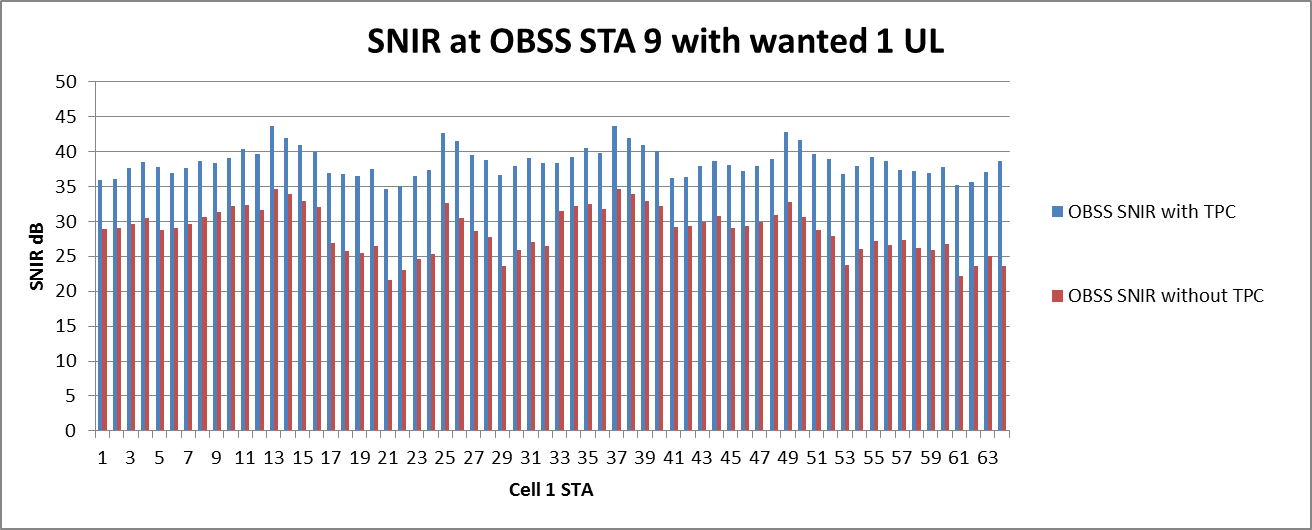 SNIR at OBSS STA 9 with wanted 1 UL
50
45
40
35
30
25
20
15
10
5
0
SNIR dB
1 3 5 7 9 11 13 15 17 19 21 23 25 27 29 31 33 35 37 39 41 43 45 47 49 51 53 55 57 59 61 63
Cell 1 STA
OBSS SNIR with TPC
OBSS SNIR without TPC